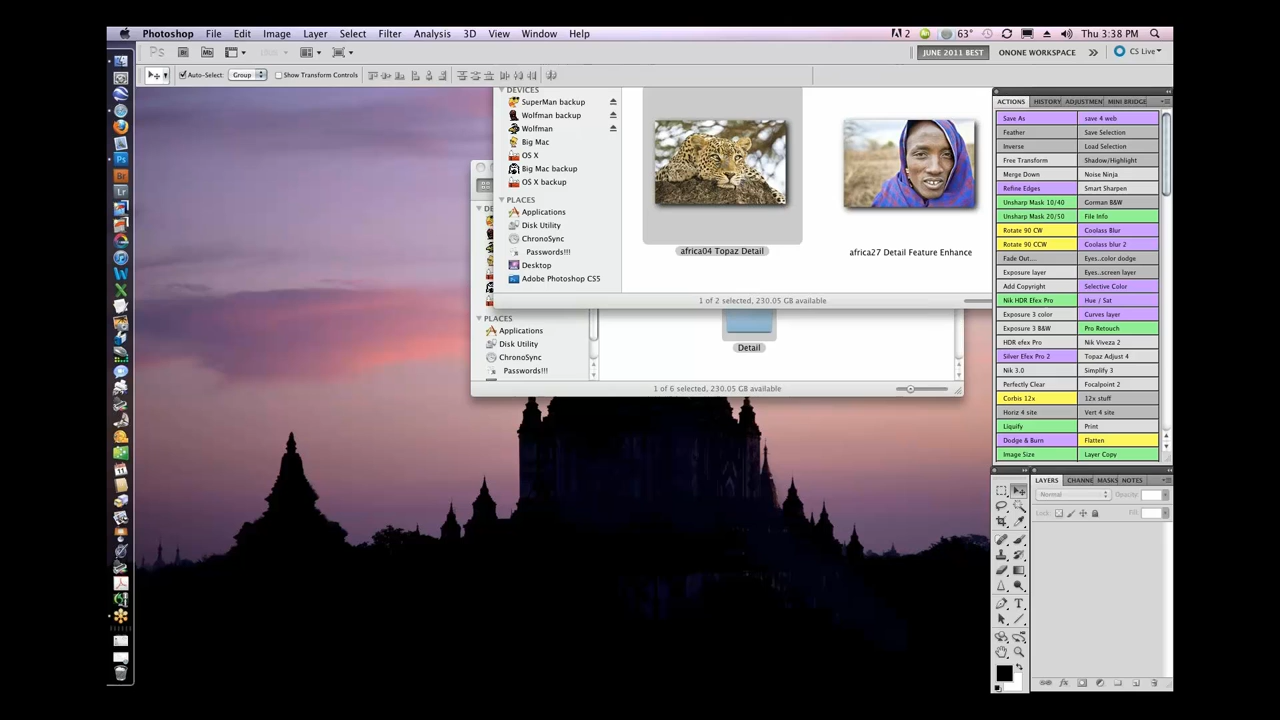 Photoshop File Edit Image Layer Select Filter Analysis 3D View Window Help 2 63° Thu 3:38 PM
Ps Br Mb JUNE 2011 BEST ONONE WORKSPACE CS Live
Auto-Select: Group Show Transform Controls
DEVICES
SuperMan backup
Wolfman backup
Wolfman
Big Mac
OS X
Big Mac backup
OS X backup
PLACES
Applications
Disk Utility
ChronoSync
Passwords!!!
Desktop
Adobe Photoshop CS5
africa04 Topaz Detail
africa27 Detail Feature Enhance
1 of 2 selected, 230.05 GB available
PLACES
Applications
Disk Utility
ChronoSync
Passwords!!!
Detail
1 of 6 selected, 230.05 GB available
ACTIONS HISTORY ADJUSTMEN MINI BRIDGE
Save As save 4 web
Feather Save Selection
Inverse Load Selection
Free Transform Shadow/Highlight
Merge Down Noise Ninja
Refine Edges Smart Sharpen
Unsharp Mask 10/40 Gorman B&W
Unsharp Mask 20/50 File Info
Rotate 90 CW Coolass Blur
Rotate 90 CCW Coolass blur 2
Fade Out.... Eyes..color dodge
Exposure layer Eyes..screen layer
Add Copyright Selective Color
Nik HDR Efex Pro Hue / Sat
Exposure 3 color Curves layer
Exposure 3 B&W Pro Retouch
HDR efex Pro Nik Viveza 2
Silver Efex Pro 2 Topaz Adjust 4
Nik 3.0 Simplify 3
Perfectly Clear Focalpoint 2
Corbis 12x 12x stuff
Horiz 4 site Vert 4 site
Liquify Print
Dodge & Burn Flatten
Image Size Layer Copy
LAYERS CHANNE MASKS NOTES
Normal Opacity:
Lock: Fill: